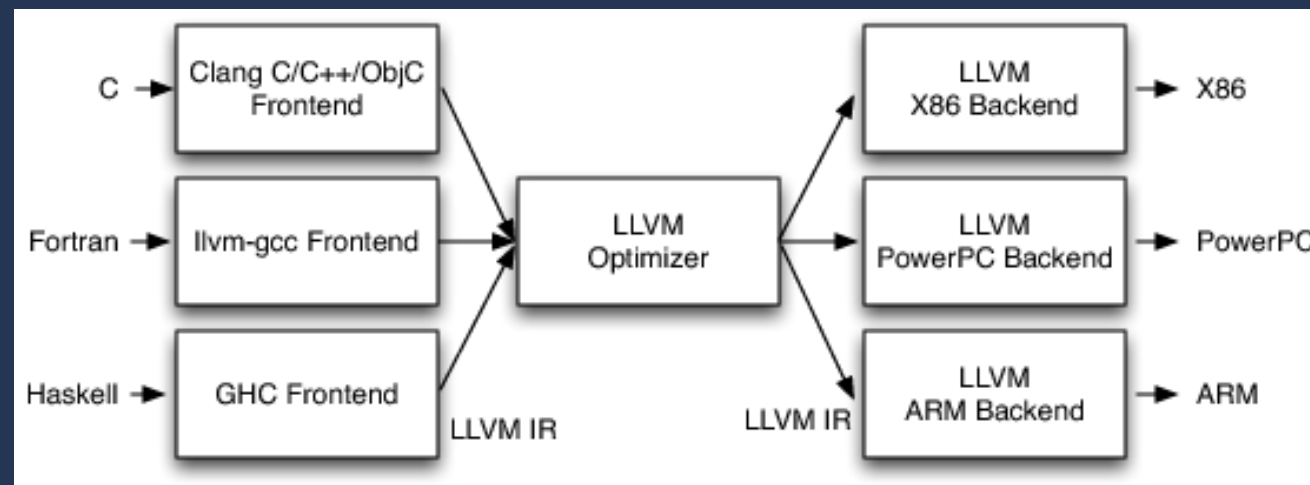 C
Clang C/C++/ObjC
Frontend
LLVM
X86 Backend
X86
Fortran
llvm-gcc Frontend
LLVM
Optimizer
LLVM
PowerPC Backend
PowerPC
Haskell
GHC Frontend
LLVM IR
LLVM IR
LLVM
ARM Backend
ARM